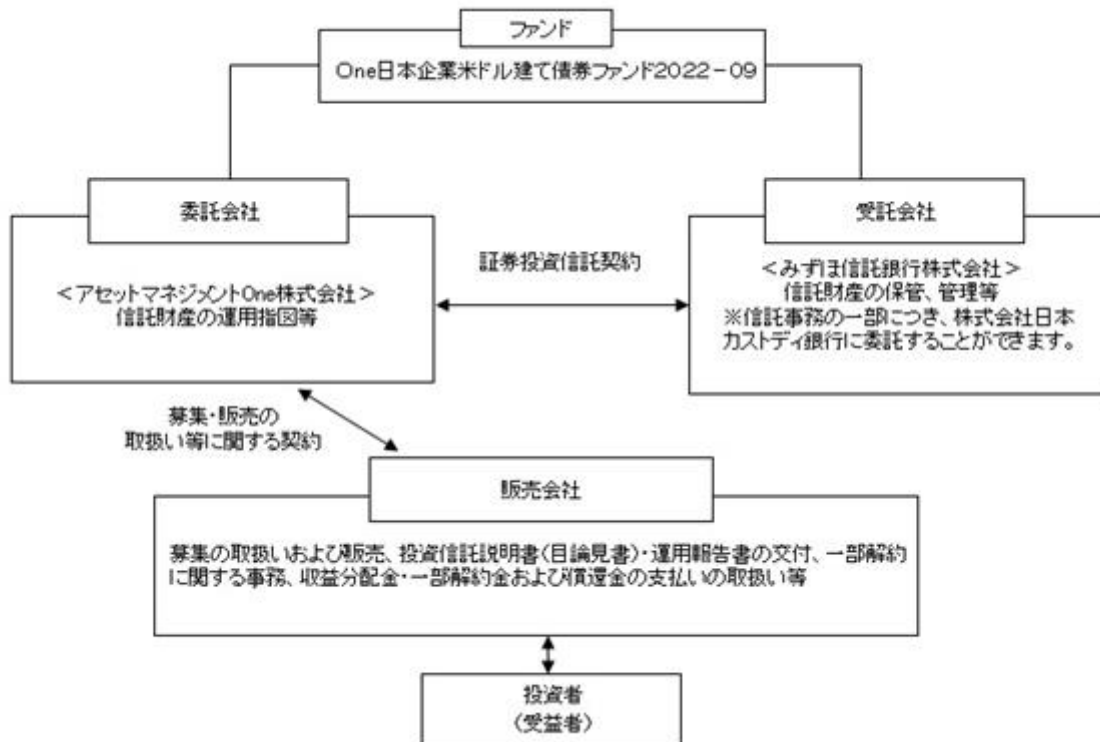 ファンド
One日本企業米ドル建て債券ファンド2022－09
委託会社
＜アセットマネジメントOne株式会社＞
信託財産の運用指図等
証券投資信託契約
受託会社
＜みずほ信託銀行株式会社＞
信託財産の保管、管理等
※信託事務の一部につき、株式会社日本
カストディ銀行に委託することができます。
募集・販売の
取扱い等に関する契約
販売会社
募集の取扱いおよび販売、投資信託説明書（目論見書）・運用報告書の交付、一部解約
に関する事務、収益分配金・一部解約金および償還金の支払いの取扱い等
投資者
（受益者）